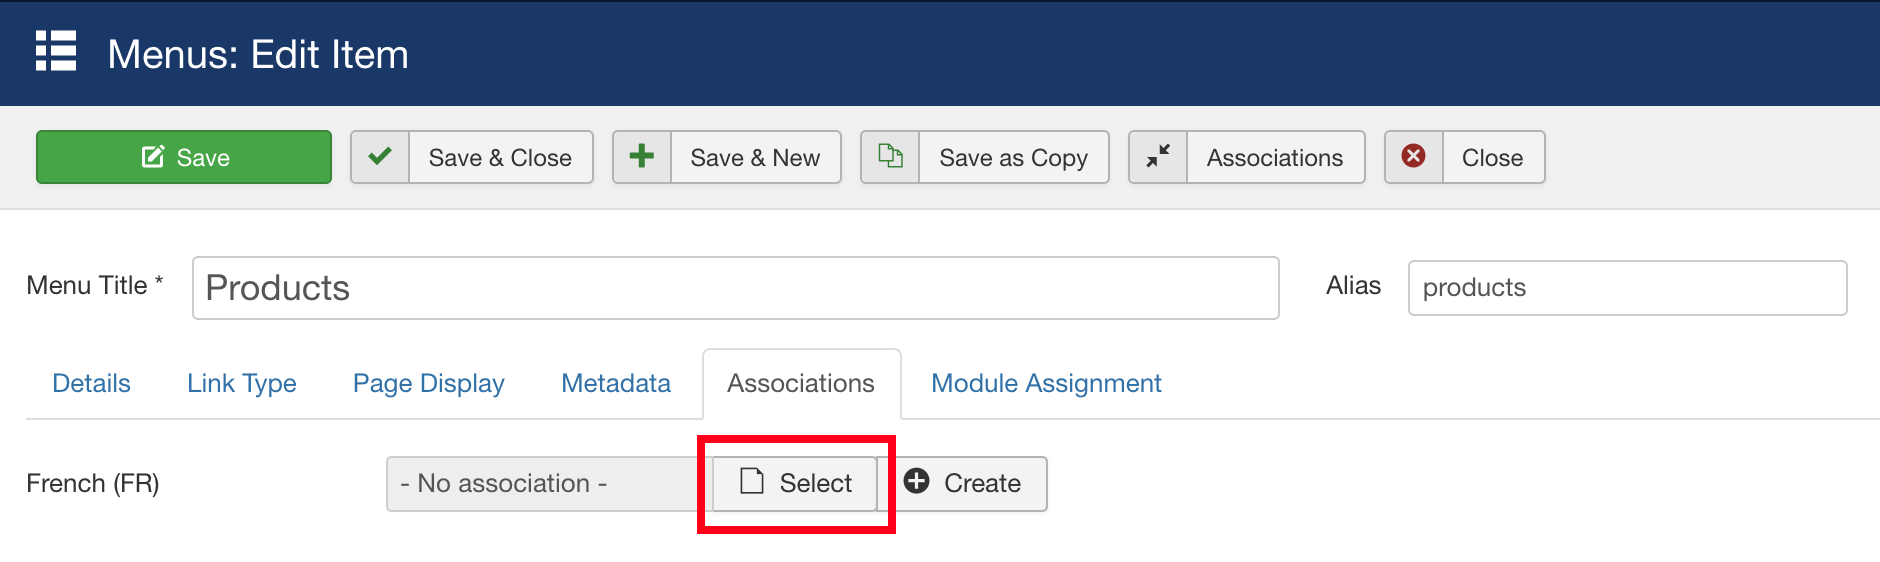 Menus: Edit Item
Save Save & Close Save & New Save as Copy Associations Close
Menu Title * Products Alias products
Details Link Type Page Display Metadata Associations Module Assignment
French (FR) - No association - Select Create